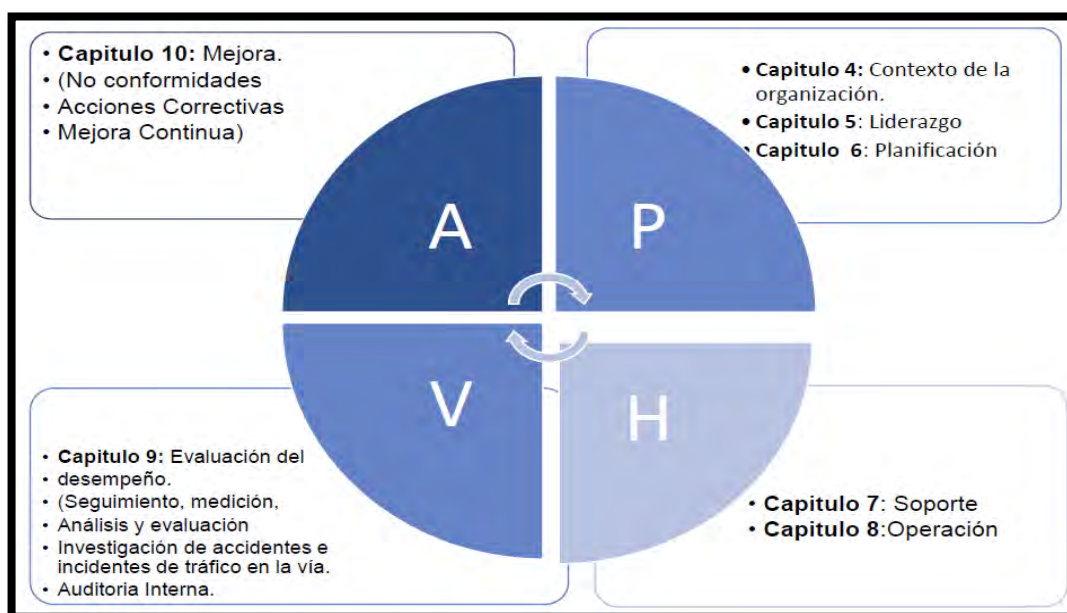 • Capitulo 10: Mejora.
• (No conformidades
• Acciones Correctivas
• Mejora Continua)
A
• Capitulo 4: Contexto de la
organización.
• Capitulo 5: Liderazgo
• Capitulo 6: Planificación
P
V
• Capitulo 9: Evaluación del
• desempeño.
• (Seguimiento, medición,
• Análisis y evaluación
• Investigación de accidentes e
incidentes de tráfico en la vía.
• Auditoria Interna.
H
• Capitulo 7: Soporte
• Capitulo 8:Operación